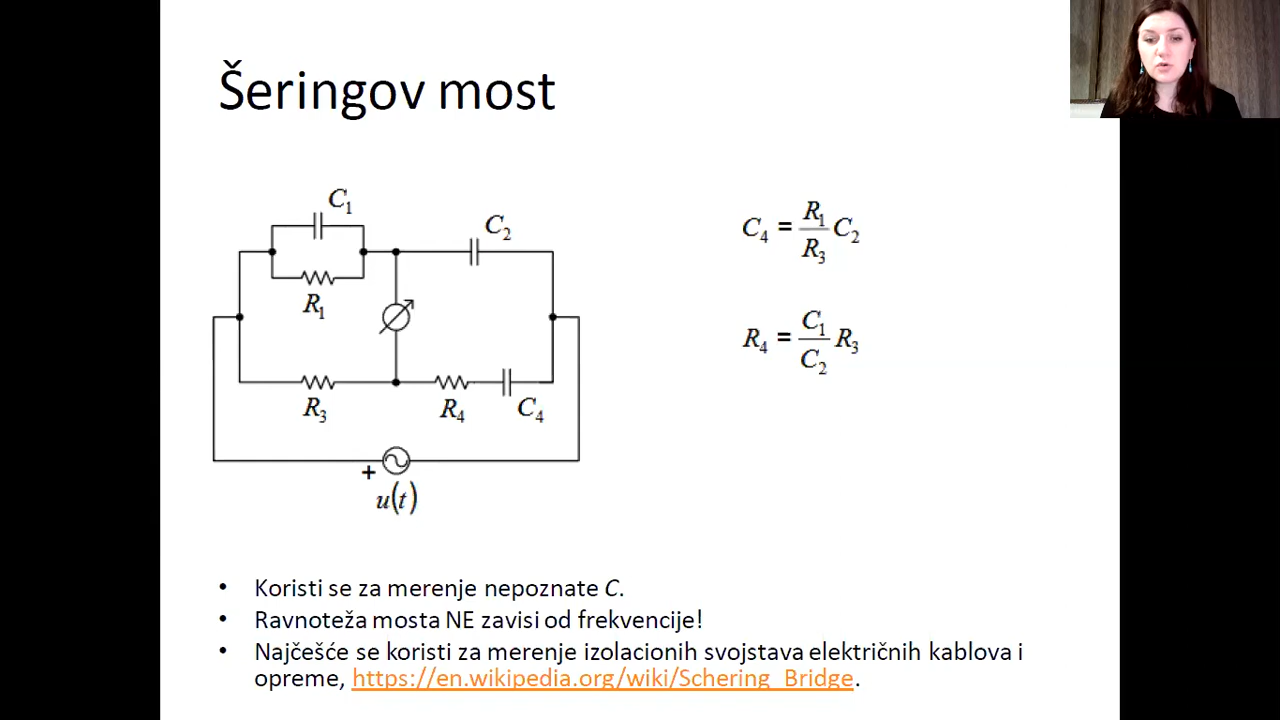 Šeringov most
C₁
C₂
R₁
R₃
R₄
C₄
+
u(t)
C₄ = R₁/R₃ C₂
R₄ = C₁/C₂ R₃
• Koristi se za merenje nepoznate C.
• Ravnoteža mosta NE zavisi od frekvencije!
• Najčešće se koristi za merenje izolacionih svojstava električnih kablova i
opreme, https://en.wikipedia.org/wiki/Schering_Bridge.